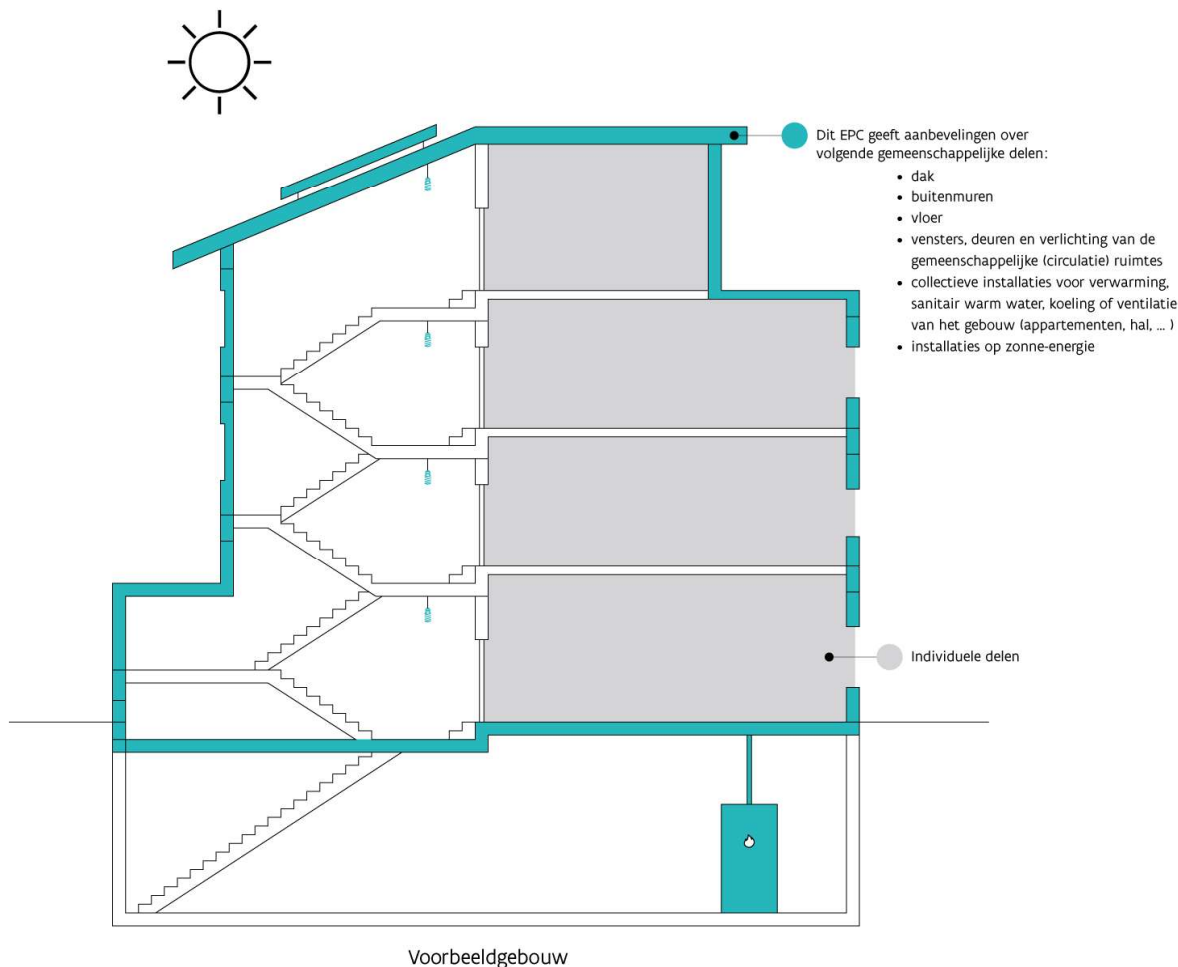 Dit EPC geeft aanbevelingen over
volgende gemeenschappelijke delen:
• dak
• buitenmuren
• vloer
• vensters, deuren en verlichting van de
gemeenschappelijke (circulatie) ruimtes
• collectieve installaties voor verwarming,
sanitair warm water, koeling of ventilatie
van het gebouw (appartementen, hal, ... )
• installaties op zonne-energie
Individuele delen
Voorbeeldgebouw